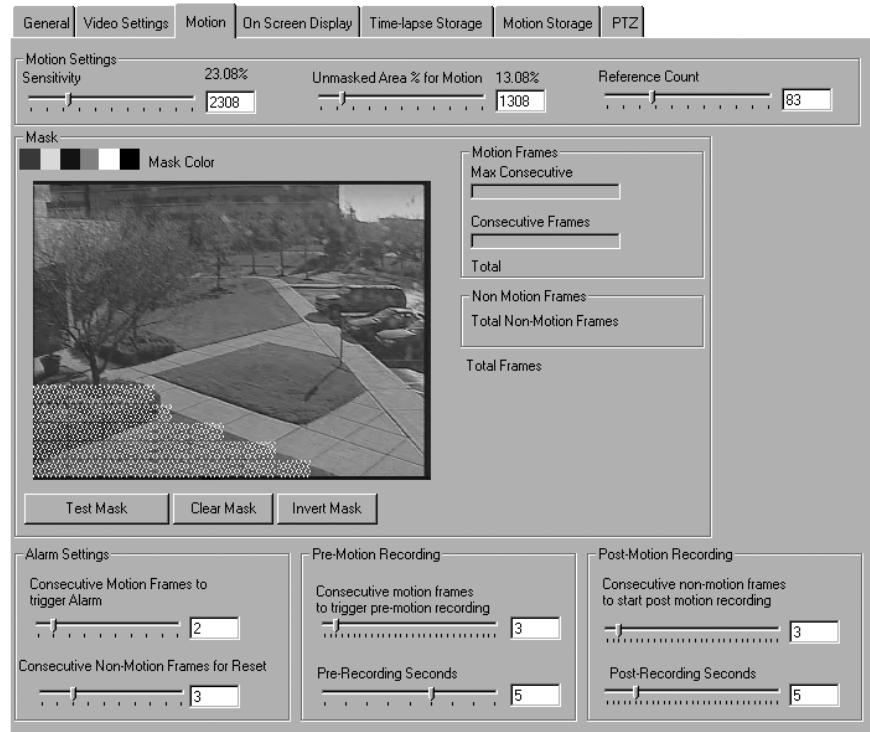 General Video Settings Motion On Screen Display Time-lapse Storage Motion Storage PTZ
Motion Settings
Sensitivity 23.08% Unmasked Area % for Motion 13.08% Reference Count
2308 1308 83
Mask
Mask Color
Motion Frames
Max Consecutive
Consecutive Frames
Total
Non Motion Frames
Total Non-Motion Frames
Total Frames
Test Mask Clear Mask Invert Mask
Alarm Settings
Consecutive Motion Frames to
trigger Alarm
2
Consecutive Non-Motion Frames for Reset
3
Pre-Motion Recording
Consecutive motion frames
to trigger pre-motion recording
3
Pre-Recording Seconds
5
Post-Motion Recording
Consecutive non-motion frames
to start post motion recording
3
Post-Recording Seconds
5